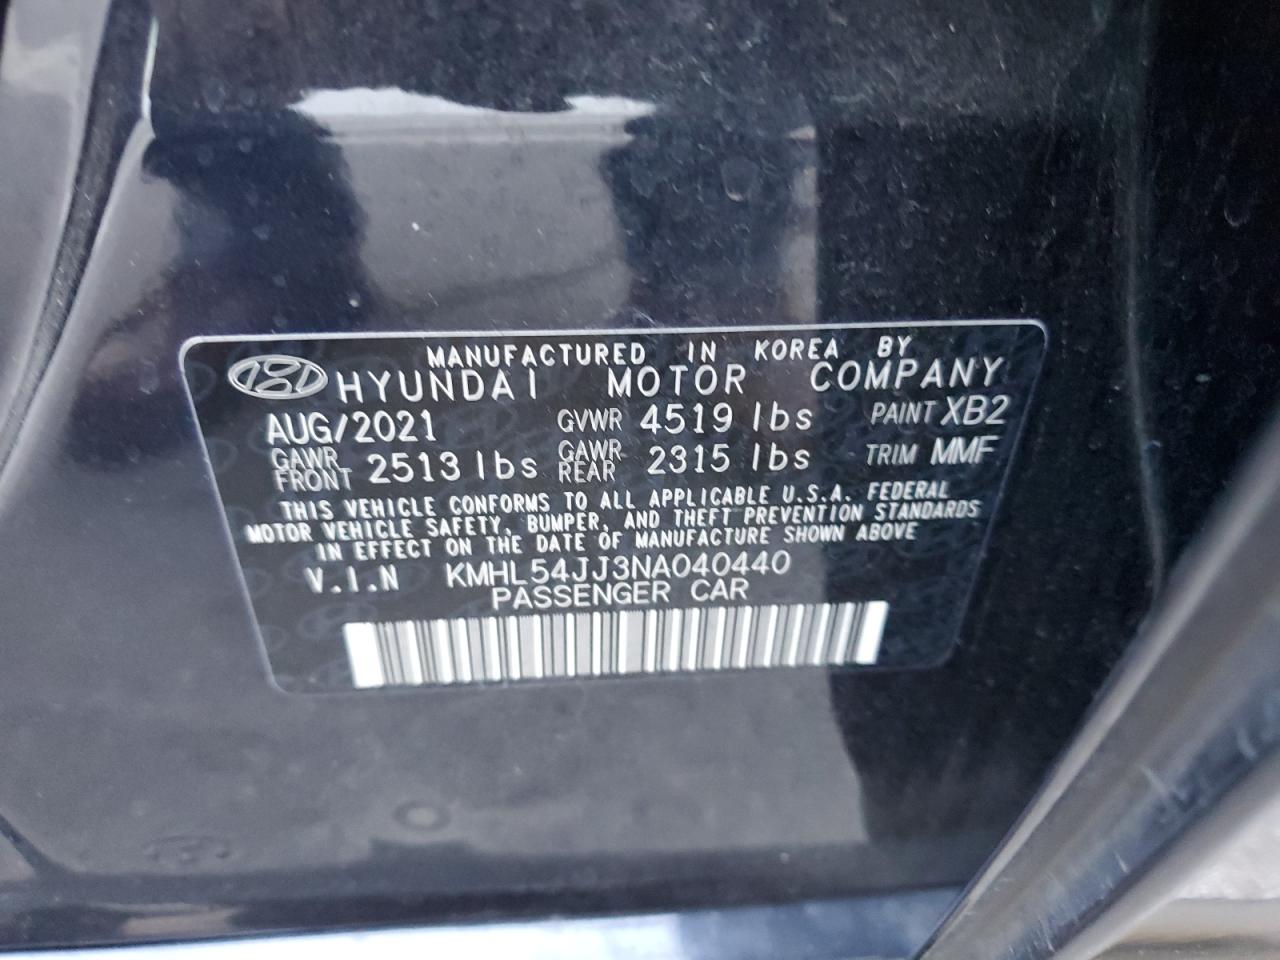 MANUFACTURED IN KOREA BY
HYUNDAI MOTOR COMPANY
AUG/2021 GVWR 4519 lbs PAINT XB2
GAWR FRONT 2513 lbs GAWR REAR 2315 lbs TRIM MMF
THIS VEHICLE CONFORMS TO ALL APPLICABLE U.S.A. FEDERAL
MOTOR VEHICLE SAFETY, BUMPER, AND THEFT PREVENTION STANDARDS
IN EFFECT ON THE DATE OF MANUFACTURE SHOWN ABOVE
V.I.N KMHL54JJ3NA040440
PASSENGER CAR